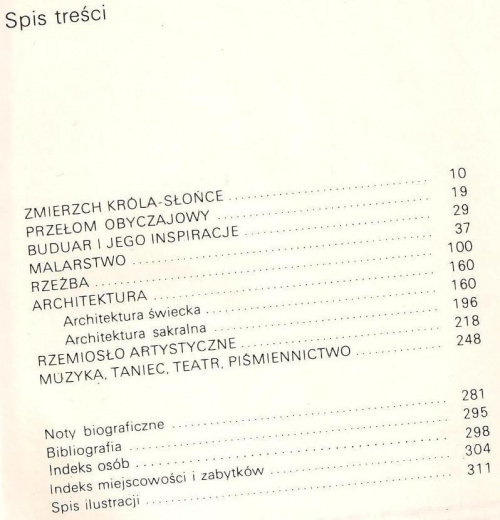 Spis treści
ZMIERZCH KRÓLA-SŁOŃCE 10
PRZEŁOM OBYCZAJOWY 19
BUDUAR I JEGO INSPIRACJE 29
MALARSTWO 37
RZEŹBA 100
ARCHITEKTURA 160
Architektura świecka 160
Architektura sakralna 196
RZEMIOSŁO ARTYSTYCZNE 218
MUZYKA, TANIEC, TEATR, PIŚMIENNICTWO 248
Noty biograficzne 281
Bibliografia 295
Indeks osób 298
Indeks miejscowości i zabytków 304
Spis ilustracji 311